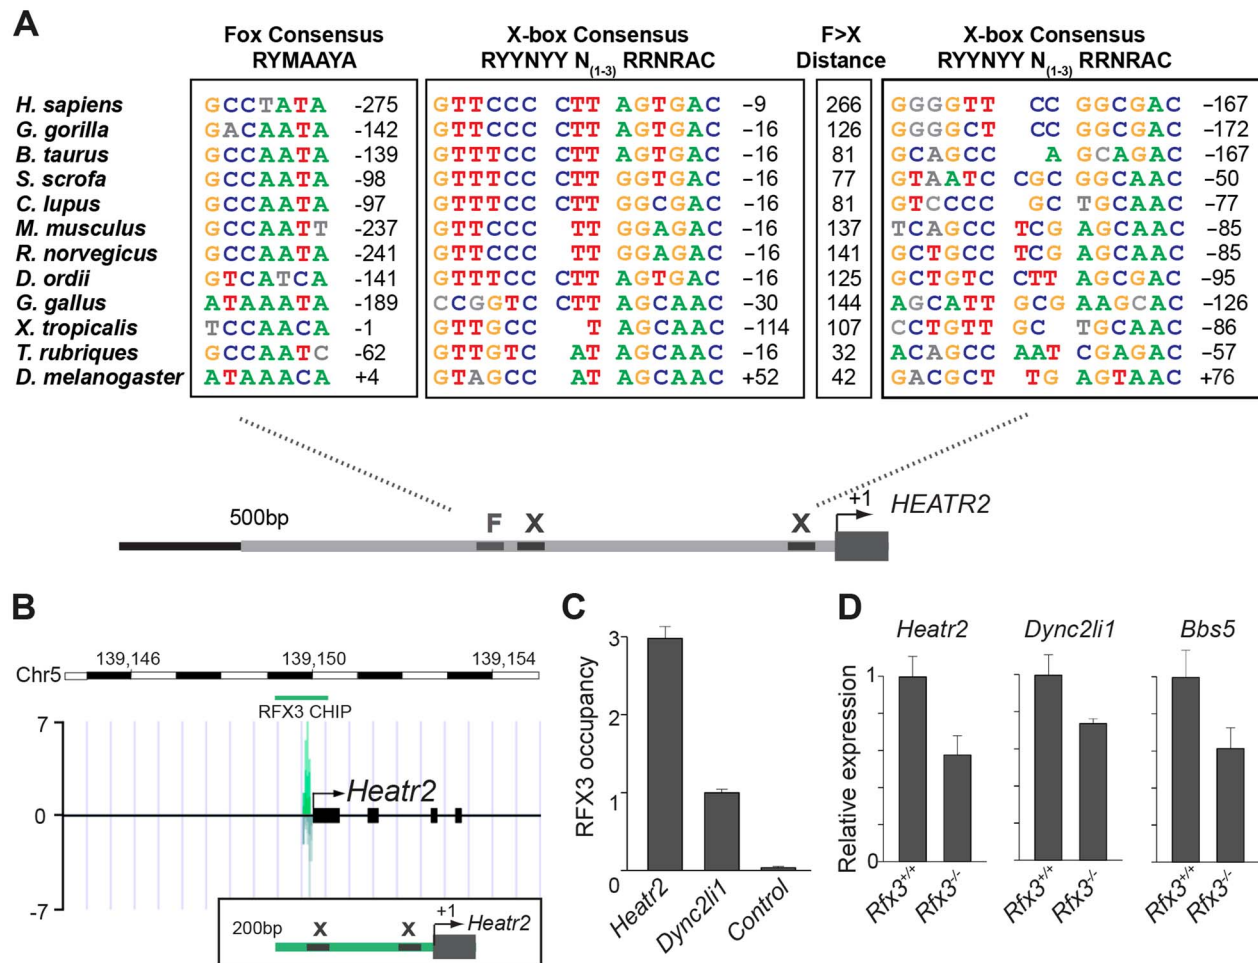 A
Fox Consensus X-box Consensus F>X X-box Consensus
RYMAAYA RYYNYY N(1-3) RRNRAC Distance RYYNYY N(1-3) RRNRAC
H. sapiens GCCTATA -275 GTTCCC CTT AGTGAC -9 266 GGGGTT CC GGCGAC -167
G. gorilla GACAATA -142 GTTCCC CTT AGTGAC -16 126 GGGGCT CC GGCGAC -172
B. taurus GCCAATA -139 GTTTCC CTT AGTGAC -16 81 GCAGCC A GCAGAC -167
S. scrofa GCCAATA -98 GTTTCC CTT GGTGAC -16 77 GTAATC CGC GGCAAC -50
C. lupus GCCAATA -97 GTTCCC CTT GGCGAC -16 81 GTCCCC GC TGCAAC -77
M. musculus GCCAATT -237 GTTTCC TT GGAGAC -16 137 TCAGCC TCG AGCAAC -85
R. norvegicus GCCAATA -241 GTTTCC TT GGAGAC -16 141 GCTGCC TCG AGCAAC -85
D. ordii GTCATCA -141 GTTTCC CTT AGTGAC -16 125 GCTGTC CTT AGCGAC -95
G. gallus ATAAATA -189 CCGGTC CTT AGCAAC -30 144 AGCATT GCG AAGCAC -126
X. tropicalis TCCAACA -1 GTTGCC T AGCAAC -114 107 CCTGTT GC TGCAAC -86
T. rubriques GCCAATC -62 GTTGTC AT AGCAAC -16 32 ACAGCC AAT CGAGAC -57
D. melanogaster ATAAACA +4 GTAGCC AT AGCAAC +52 42 GACGCT TG AGTAAC +76
500bp F X X +1 HEATR2
B
Chr5 139,146 139,150 139,154
RFX3 CHIP
7
0
-7
Heatr2
200bp X X +1 Heatr2
C
RFX3 occupancy
3
2
1
0
Heatr2 Dync2li1 Control
D
Heatr2 Dync2li1 Bbs5
Relative expression
1
0
Rfx3+/+ Rfx3-/- Rfx3+/+ Rfx3-/- Rfx3+/+ Rfx3-/-